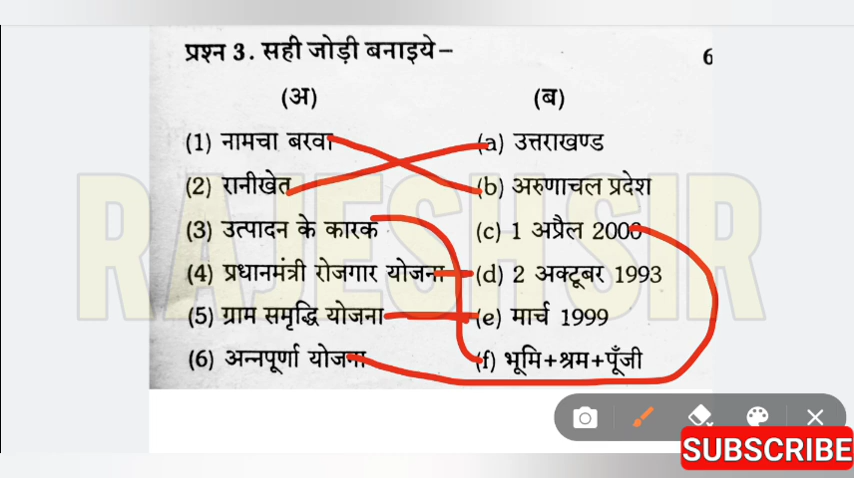 प्रश्न 3. सही जोड़ी बनाइये– 6
(अ) (ब)
(1) नामचा बरवा (a) उत्तराखण्ड
(2) रानीखेत (b) अरुणाचल प्रदेश
(3) उत्पादन के कारक (c) 1 अप्रैल 2000
(4) प्रधानमंत्री रोजगार योजना (d) 2 अक्टूबर 1993
(5) ग्राम समृद्धि योजना (e) मार्च 1999
(6) अन्नपूर्णा योजना (f) भूमि+श्रम+पूँजी
RAJESH SIR
SUBSCRIBE